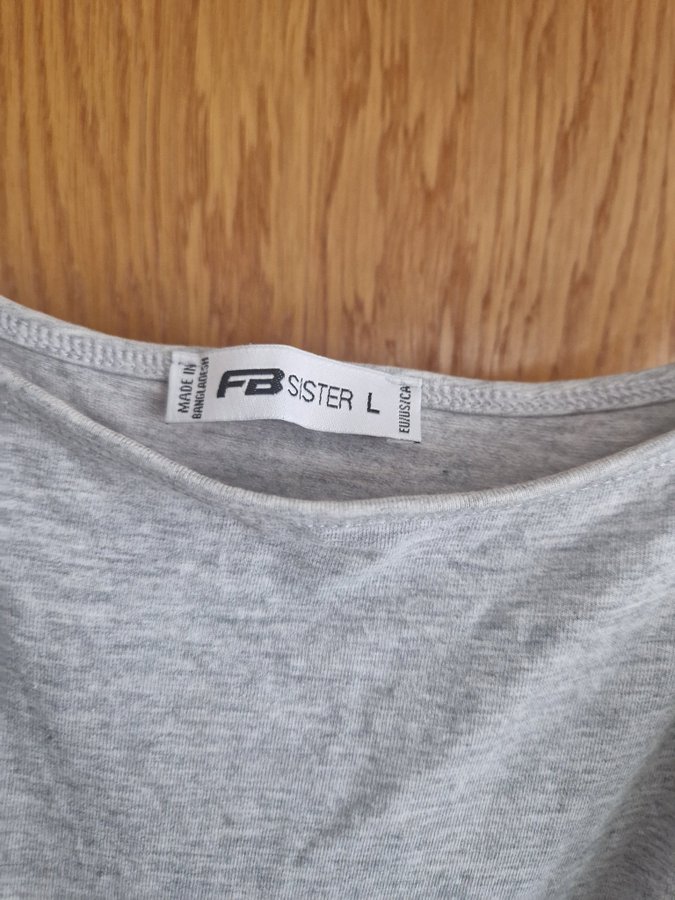 MADE IN
BANGLADESH
FB SISTER L
EU/US/CA